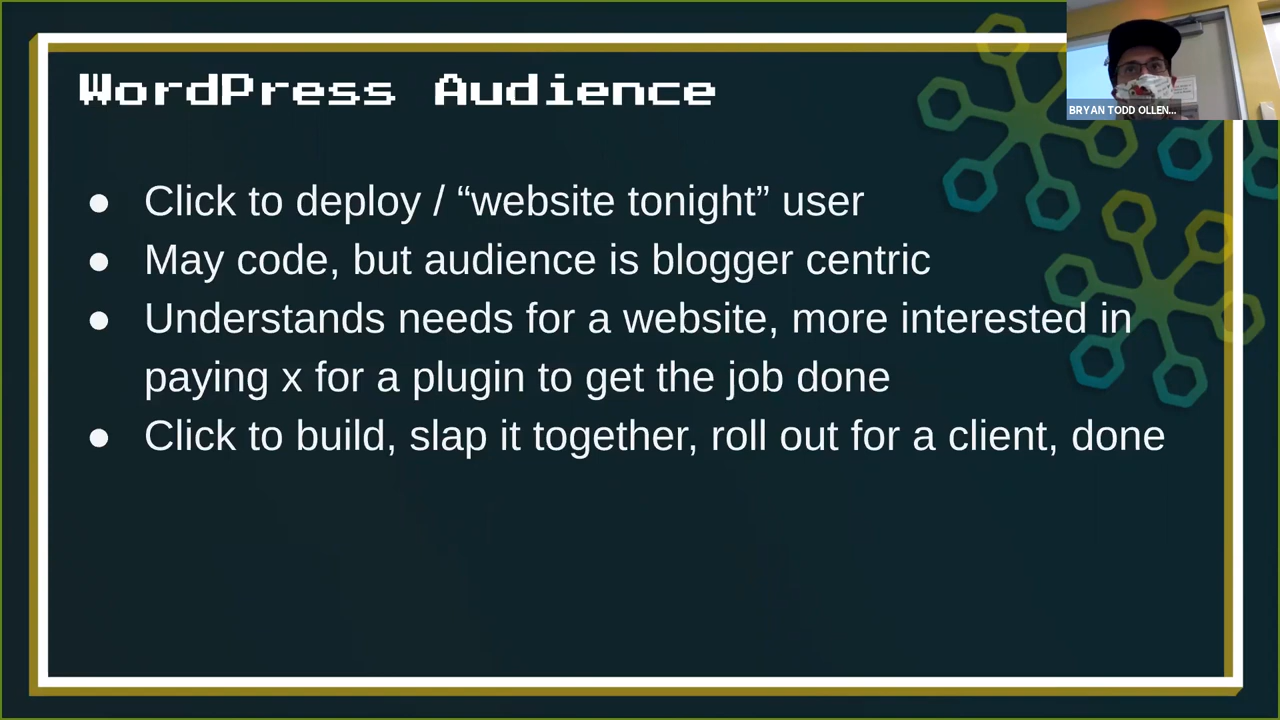 WordPress Audience
BRYAN TODD OLLEN...
● Click to deploy / “website tonight” user
● May code, but audience is blogger centric
● Understands needs for a website, more interested in
paying x for a plugin to get the job done
● Click to build, slap it together, roll out for a client, done